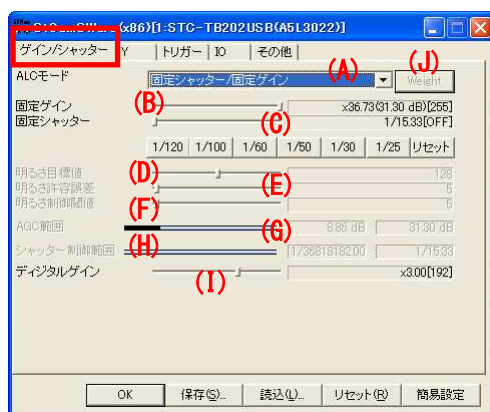 (x86)[1:STC-TB202USB(A5L3022)]
ゲイン/シャッター Y トリガー IO その他
ALCモード 固定シャッター/固定ゲイン (A) Weight (J)
固定ゲイン (B) x36.73(31.30 dB)[255]
固定シャッター (C) 1/15.33[OFF]
1/120 1/100 1/60 1/50 1/30 1/25 リセット
明るさ目標値 (D) 128
明るさ許容誤差 (E) 5
明るさ制御閾値 (F) 5
AGC範囲 (G) 8.86 dB 31.30 dB
シャッター制御範囲 (H) 1/35818182.00 1/15.33
ディジタルゲイン (I) x3.00[192]
OK 保存(S)... 読込(L)... リセット(R) 簡易設定